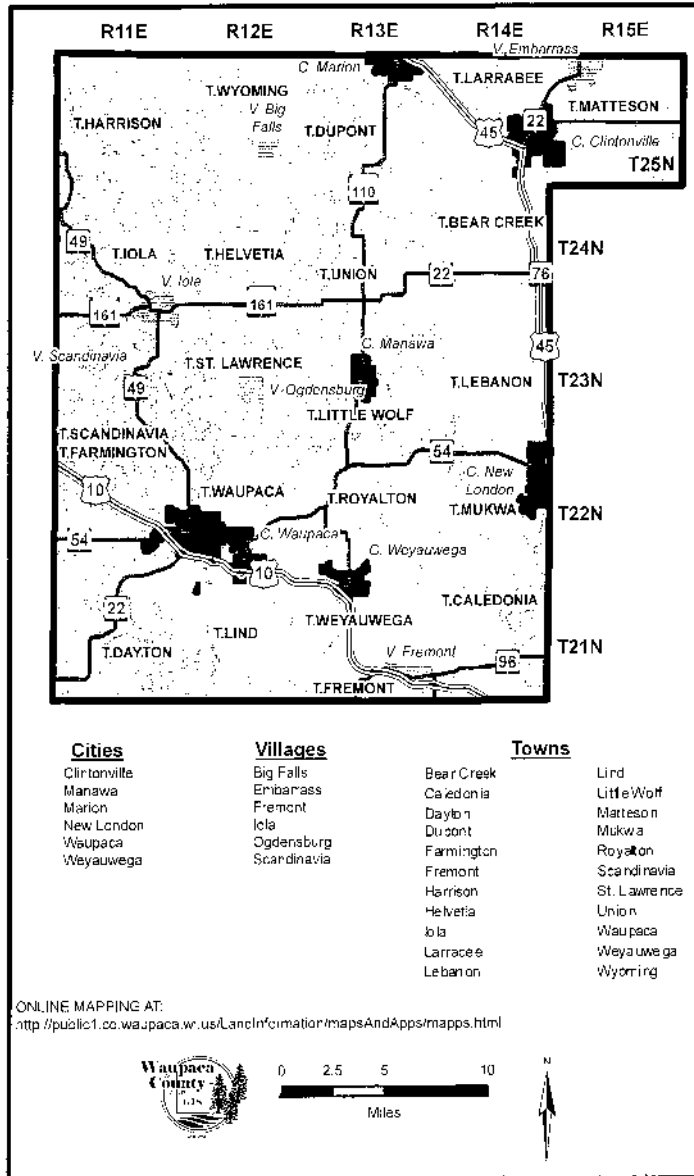 R11E R12E R13E R14E R15E
V. Embarrass
C. Marion
T.LARRABEE
T.WYOMING
T.MATTESON
V. Big
Falls
T.HARRISON
T.DUPONT
22
45
C. Clintonville
T25N
110
T.BEAR CREEK
49
T.IOLA
T.HELVETIA
T24N
T.UNION
22
76
V. Iola
161
161
C. Manawa
45
V. Scandinavia
T.ST. LAWRENCE
T23N
49
V. Ogdensburg
T.LEBANON
T.LITTLE WOLF
T.SCANDINAVIA
T.FARMINGTON
54
C. New
London
10
T.WAUPACA
T.ROYALTON
T.MUKWA
T22N
54
C. Waupaca
C. Weyauwega
10
22
T.CALEDONIA
T.LIND
T.WEYAUWEGA
T.DAYTON
V. Fremont
T21N
96
T.FREMONT
Cities
Clintonville
Manawa
Marion
New London
Waupaca
Weyauwega
Villages
Big Falls
Embarrass
Fremont
Iola
Ogdensburg
Scandinavia
Towns
Bear Creek
Caledonia
Dayton
Dupont
Farmington
Fremont
Harrison
Helvetia
Iola
Larracee
Lebanon
Lind
Little Wolf
Matteson
Mukwa
Royalton
Scandinavia
St. Lawrence
Union
Waupaca
Weyauwega
Wyoming
ONLINE MAPPING AT:
http://public1.co.waupaca.wi.us/LandInformation/mapsAndApps/mapps.html
Waupaca
County
GIS
0 2.5 5 10
Miles
N